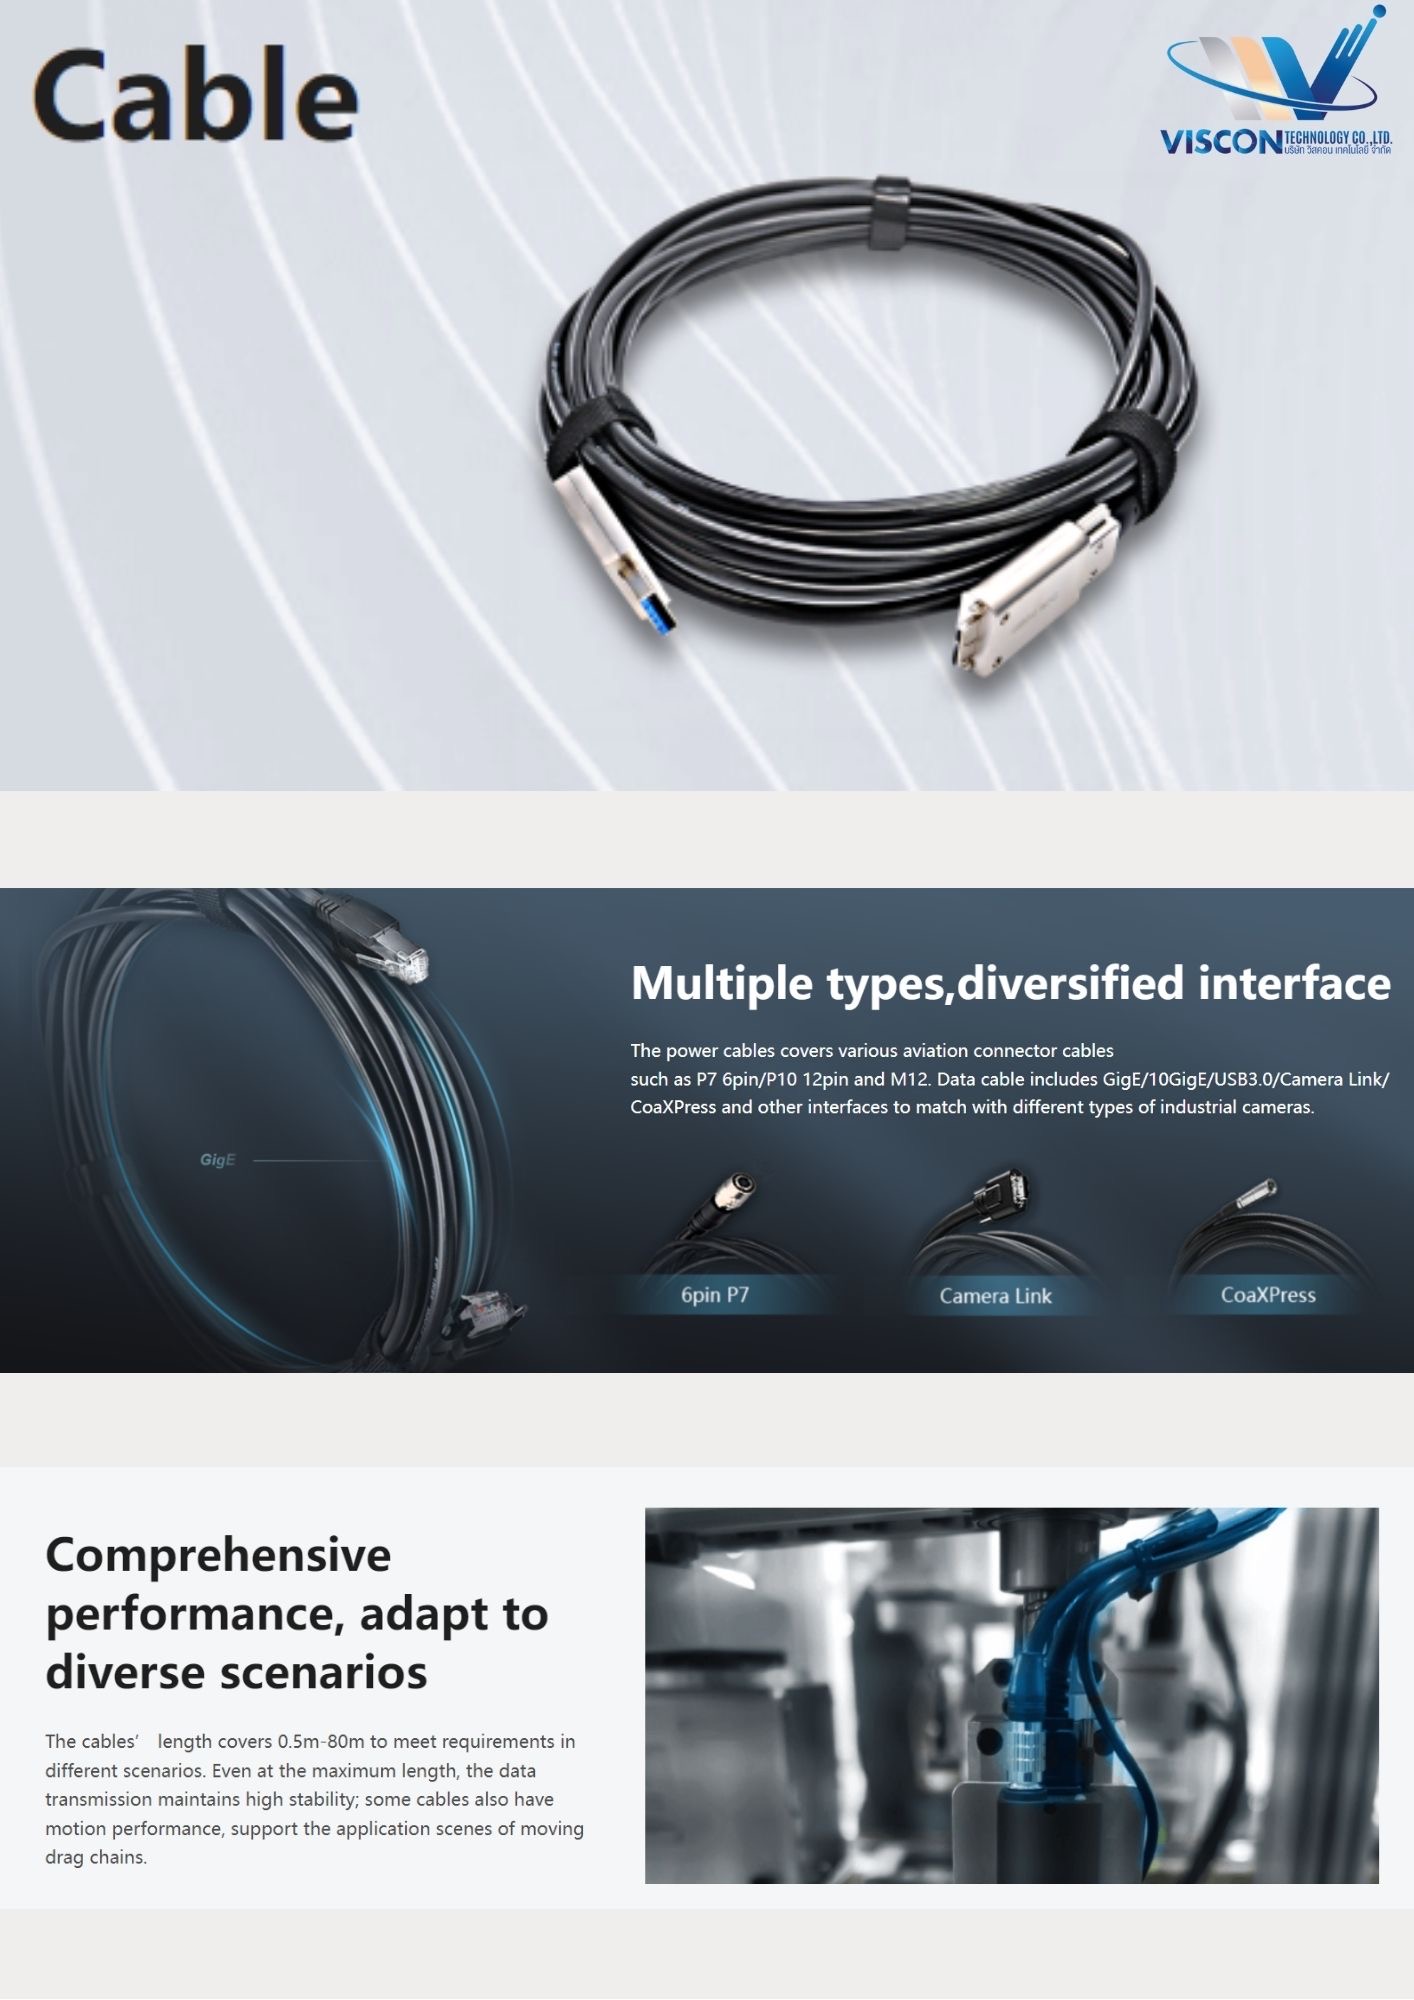 Cable
VISCON TECHNOLOGY CO.,LTD.
บริษัท วิสคอน เทคโนโลยี จำกัด
Multiple types,diversified interface
The power cables covers various aviation connector cables
such as P7 6pin/P10 12pin and M12. Data cable includes GigE/10GigE/USB3.0/Camera Link/
CoaXPress and other interfaces to match with different types of industrial cameras.
GigE
6pin P7
Camera Link
CoaXPress
Comprehensive
performance, adapt to
diverse scenarios
The cables’ length covers 0.5m-80m to meet requirements in
different scenarios. Even at the maximum length, the data
transmission maintains high stability; some cables also have
motion performance, support the application scenes of moving
drag chains.